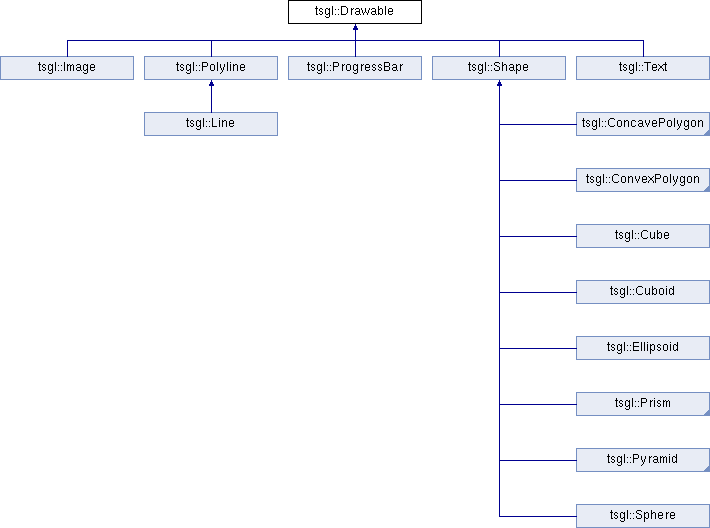 tsgl::Drawable
tsgl::Image
tsgl::Polyline
tsgl::ProgressBar
tsgl::Shape
tsgl::Text
tsgl::Line
tsgl::ConcavePolygon
tsgl::ConvexPolygon
tsgl::Cube
tsgl::Cuboid
tsgl::Ellipsoid
tsgl::Prism
tsgl::Pyramid
tsgl::Sphere